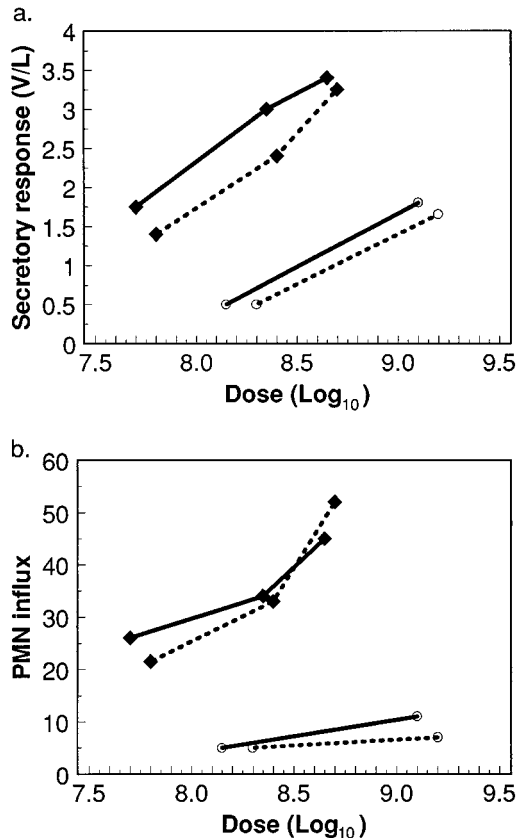 a.
Secretory response (V/L)
4
3.5
3
2.5
2
1.5
1
0.5
0
7.5 8.0 8.5 9.0 9.5
Dose (Log₁₀)
b.
PMN influx
60
50
40
30
20
10
0
7.5 8.0 8.5 9.0 9.5
Dose (Log₁₀)